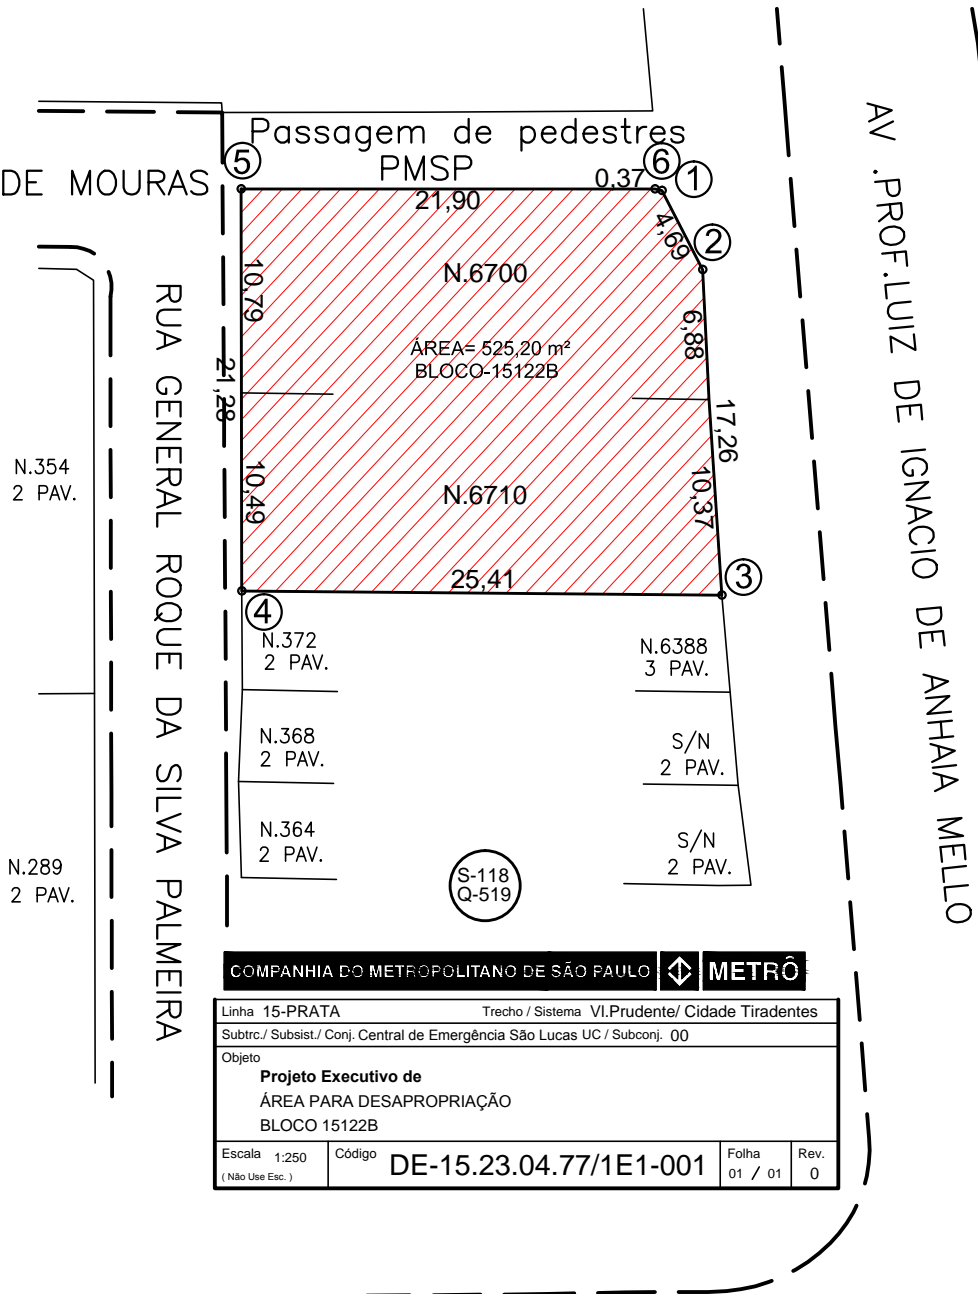 Passagem de pedestres
PMSP
DE MOURAS
5
6
1
0,37
21,90
4,69
2
N.6700
10,79
6,88
ÁREA= 525,20 m²
BLOCO-15122B
21,28
17,26
10,49
N.6710
10,37
25,41
3
4
RUA GENERAL ROQUE DA SILVA PALMEIRA
AV .PROF.LUIZ DE IGNACIO DE ANHAIA MELLO
N.354
2 PAV.
N.289
2 PAV.
N.372
2 PAV.
N.368
2 PAV.
N.364
2 PAV.
N.6388
3 PAV.
S/N
2 PAV.
S/N
2 PAV.
S-118
Q-519
COMPANHIA DO METROPOLITANO DE SÃO PAULO METRÔ
Linha 15-PRATA Trecho / Sistema VI.Prudente/ Cidade Tiradentes
Subtrc./ Subsist./ Conj. Central de Emergência São Lucas UC / Subconj. 00
Objeto
Projeto Executivo de
ÁREA PARA DESAPROPRIAÇÃO
BLOCO 15122B
Escala 1:250
( Não Use Esc. )
Código DE-15.23.04.77/1E1-001
Folha
01 / 01
Rev.
0